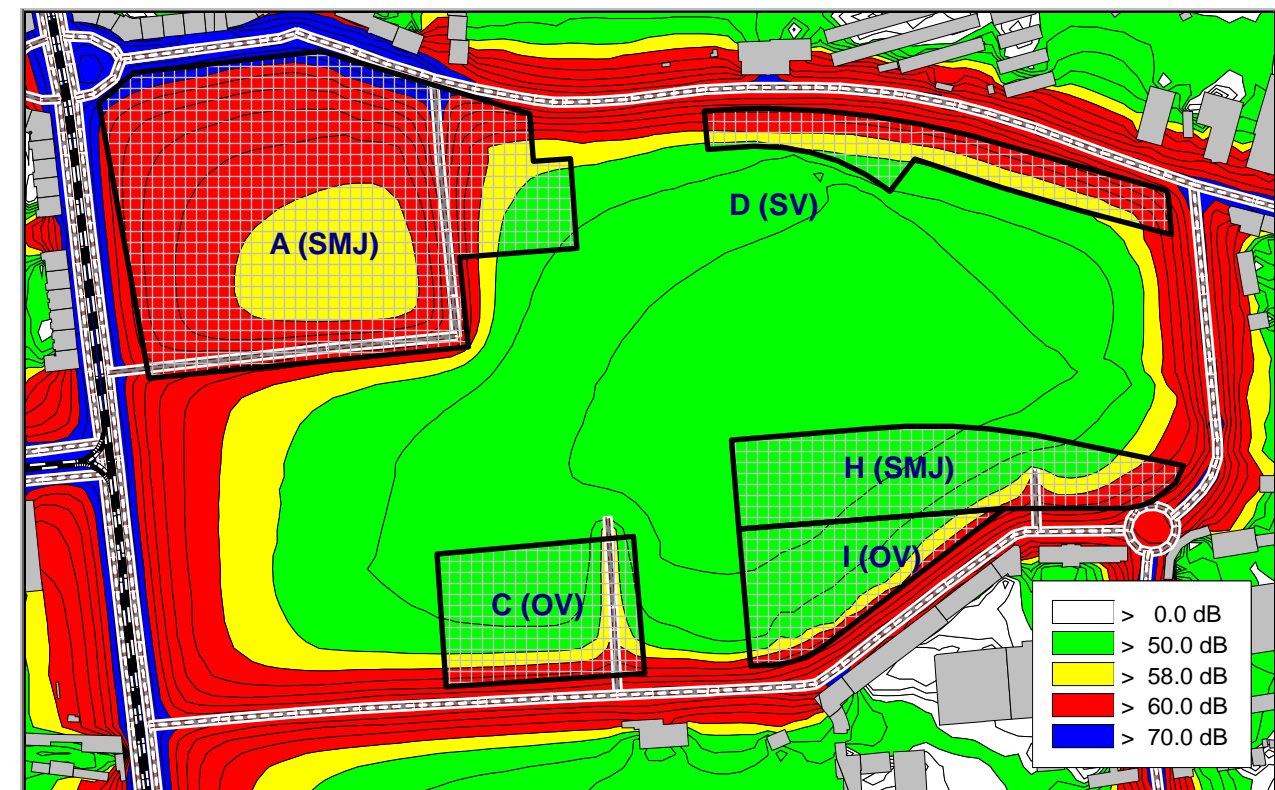 A (SMJ)
D (SV)
H (SMJ)
I (OV)
C (OV)
> 0.0 dB
> 50.0 dB
> 58.0 dB
> 60.0 dB
> 70.0 dB